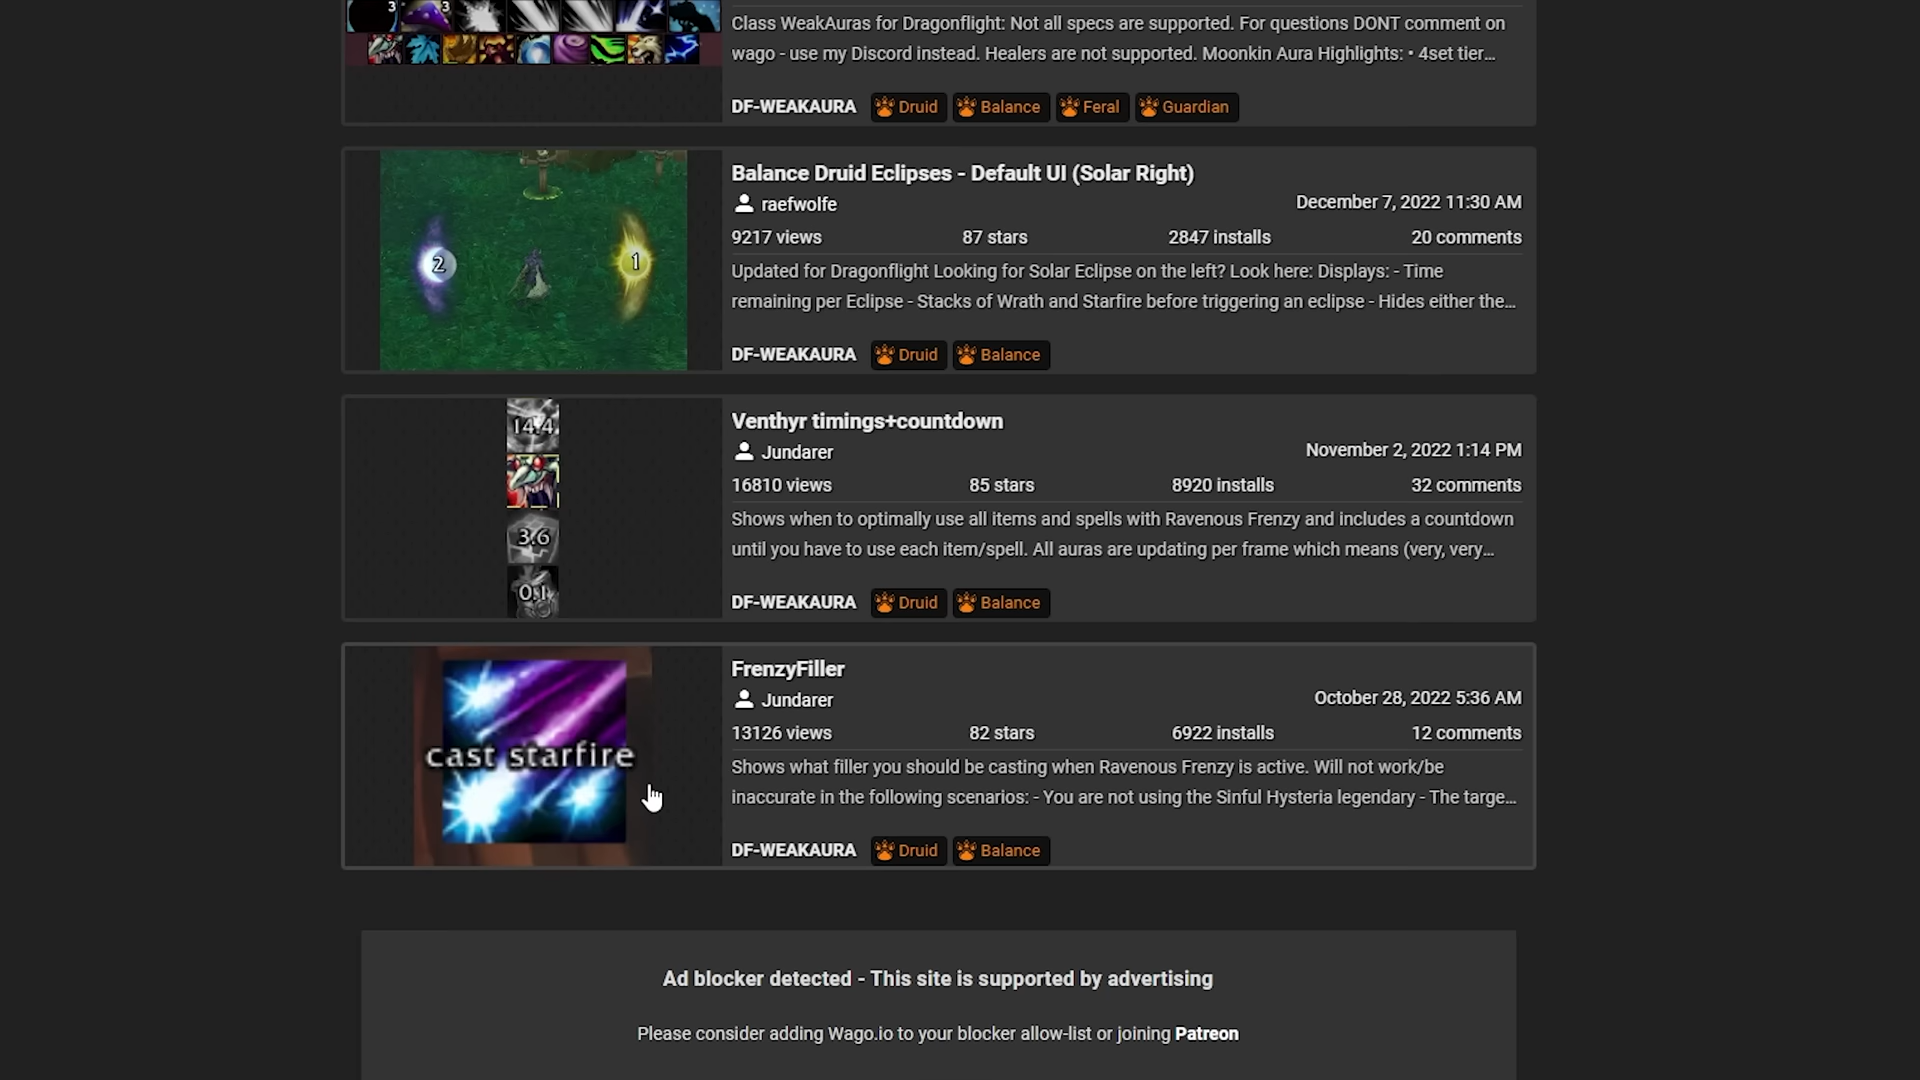 3 3
Class WeakAuras for Dragonflight: Not all specs are supported. For questions DONT comment on
wago - use my Discord instead. Healers are not supported. Moonkin Aura Highlights: • 4set tier...
DF-WEAKAURA Druid Balance Feral Guardian
Balance Druid Eclipses - Default UI (Solar Right)
raefwolfe December 7, 2022 11:30 AM
9217 views 87 stars 2847 installs 20 comments
2 1
Updated for Dragonflight Looking for Solar Eclipse on the left? Look here: Displays: - Time
remaining per Eclipse - Stacks of Wrath and Starfire before triggering an eclipse - Hides either the...
DF-WEAKAURA Druid Balance
14.4
Venthyr timings+countdown
Jundarer November 2, 2022 1:14 PM
16810 views 85 stars 8920 installs 32 comments
Shows when to optimally use all items and spells with Ravenous Frenzy and includes a countdown
3.6
until you have to use each item/spell. All auras are updating per frame which means (very, very...
0.1
DF-WEAKAURA Druid Balance
FrenzyFiller
Jundarer October 28, 2022 5:36 AM
13126 views 82 stars 6922 installs 12 comments
cast starfire
Shows what filler you should be casting when Ravenous Frenzy is active. Will not work/be
inaccurate in the following scenarios: - You are not using the Sinful Hysteria legendary - The targe...
DF-WEAKAURA Druid Balance
Ad blocker detected - This site is supported by advertising
Please consider adding Wago.io to your blocker allow-list or joining Patreon